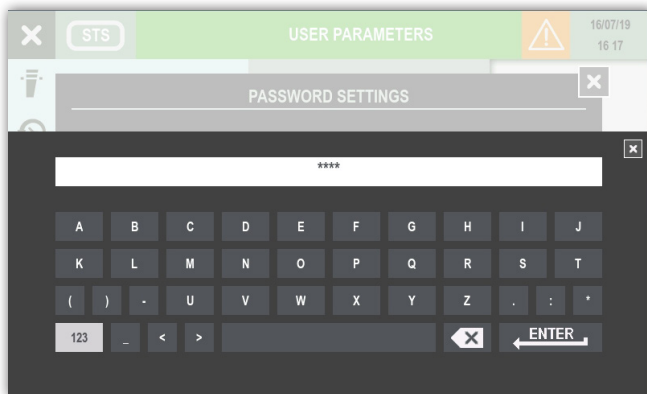 STS USER PARAMETERS 16/07/19
16 17
PASSWORD SETTINGS
****
A B C D E F G H I J
K L M N O P Q R S T
( ) - U V W X Y Z . : *
123 _ < > ENTER